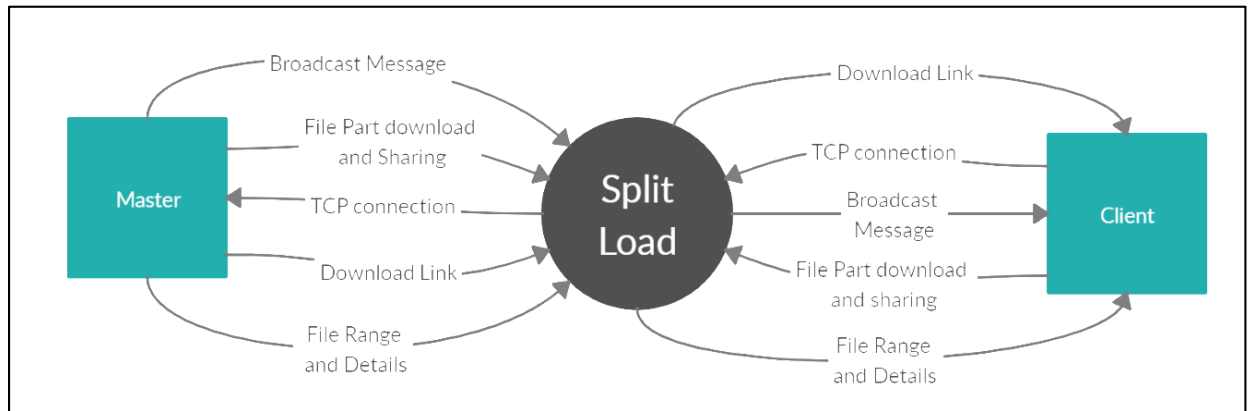 Broadcast Message
File Part download
and Sharing
Master
TCP connection
Download Link
File Range
and Details
Split
Load
Download Link
TCP connection
Broadcast
Message
Client
File Part download
and sharing
File Range
and Details